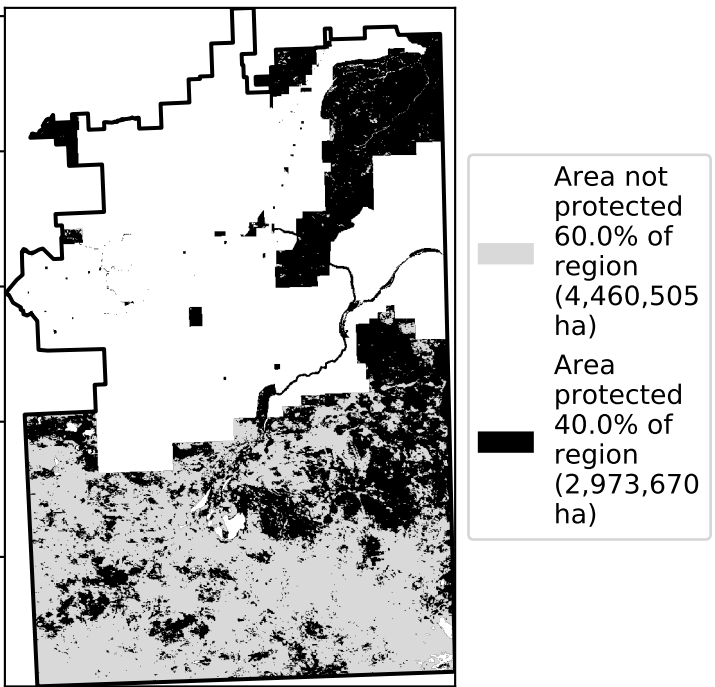 Area not
protected
60.0% of
region
(4,460,505
ha)
Area
protected
40.0% of
region
(2,973,670
ha)